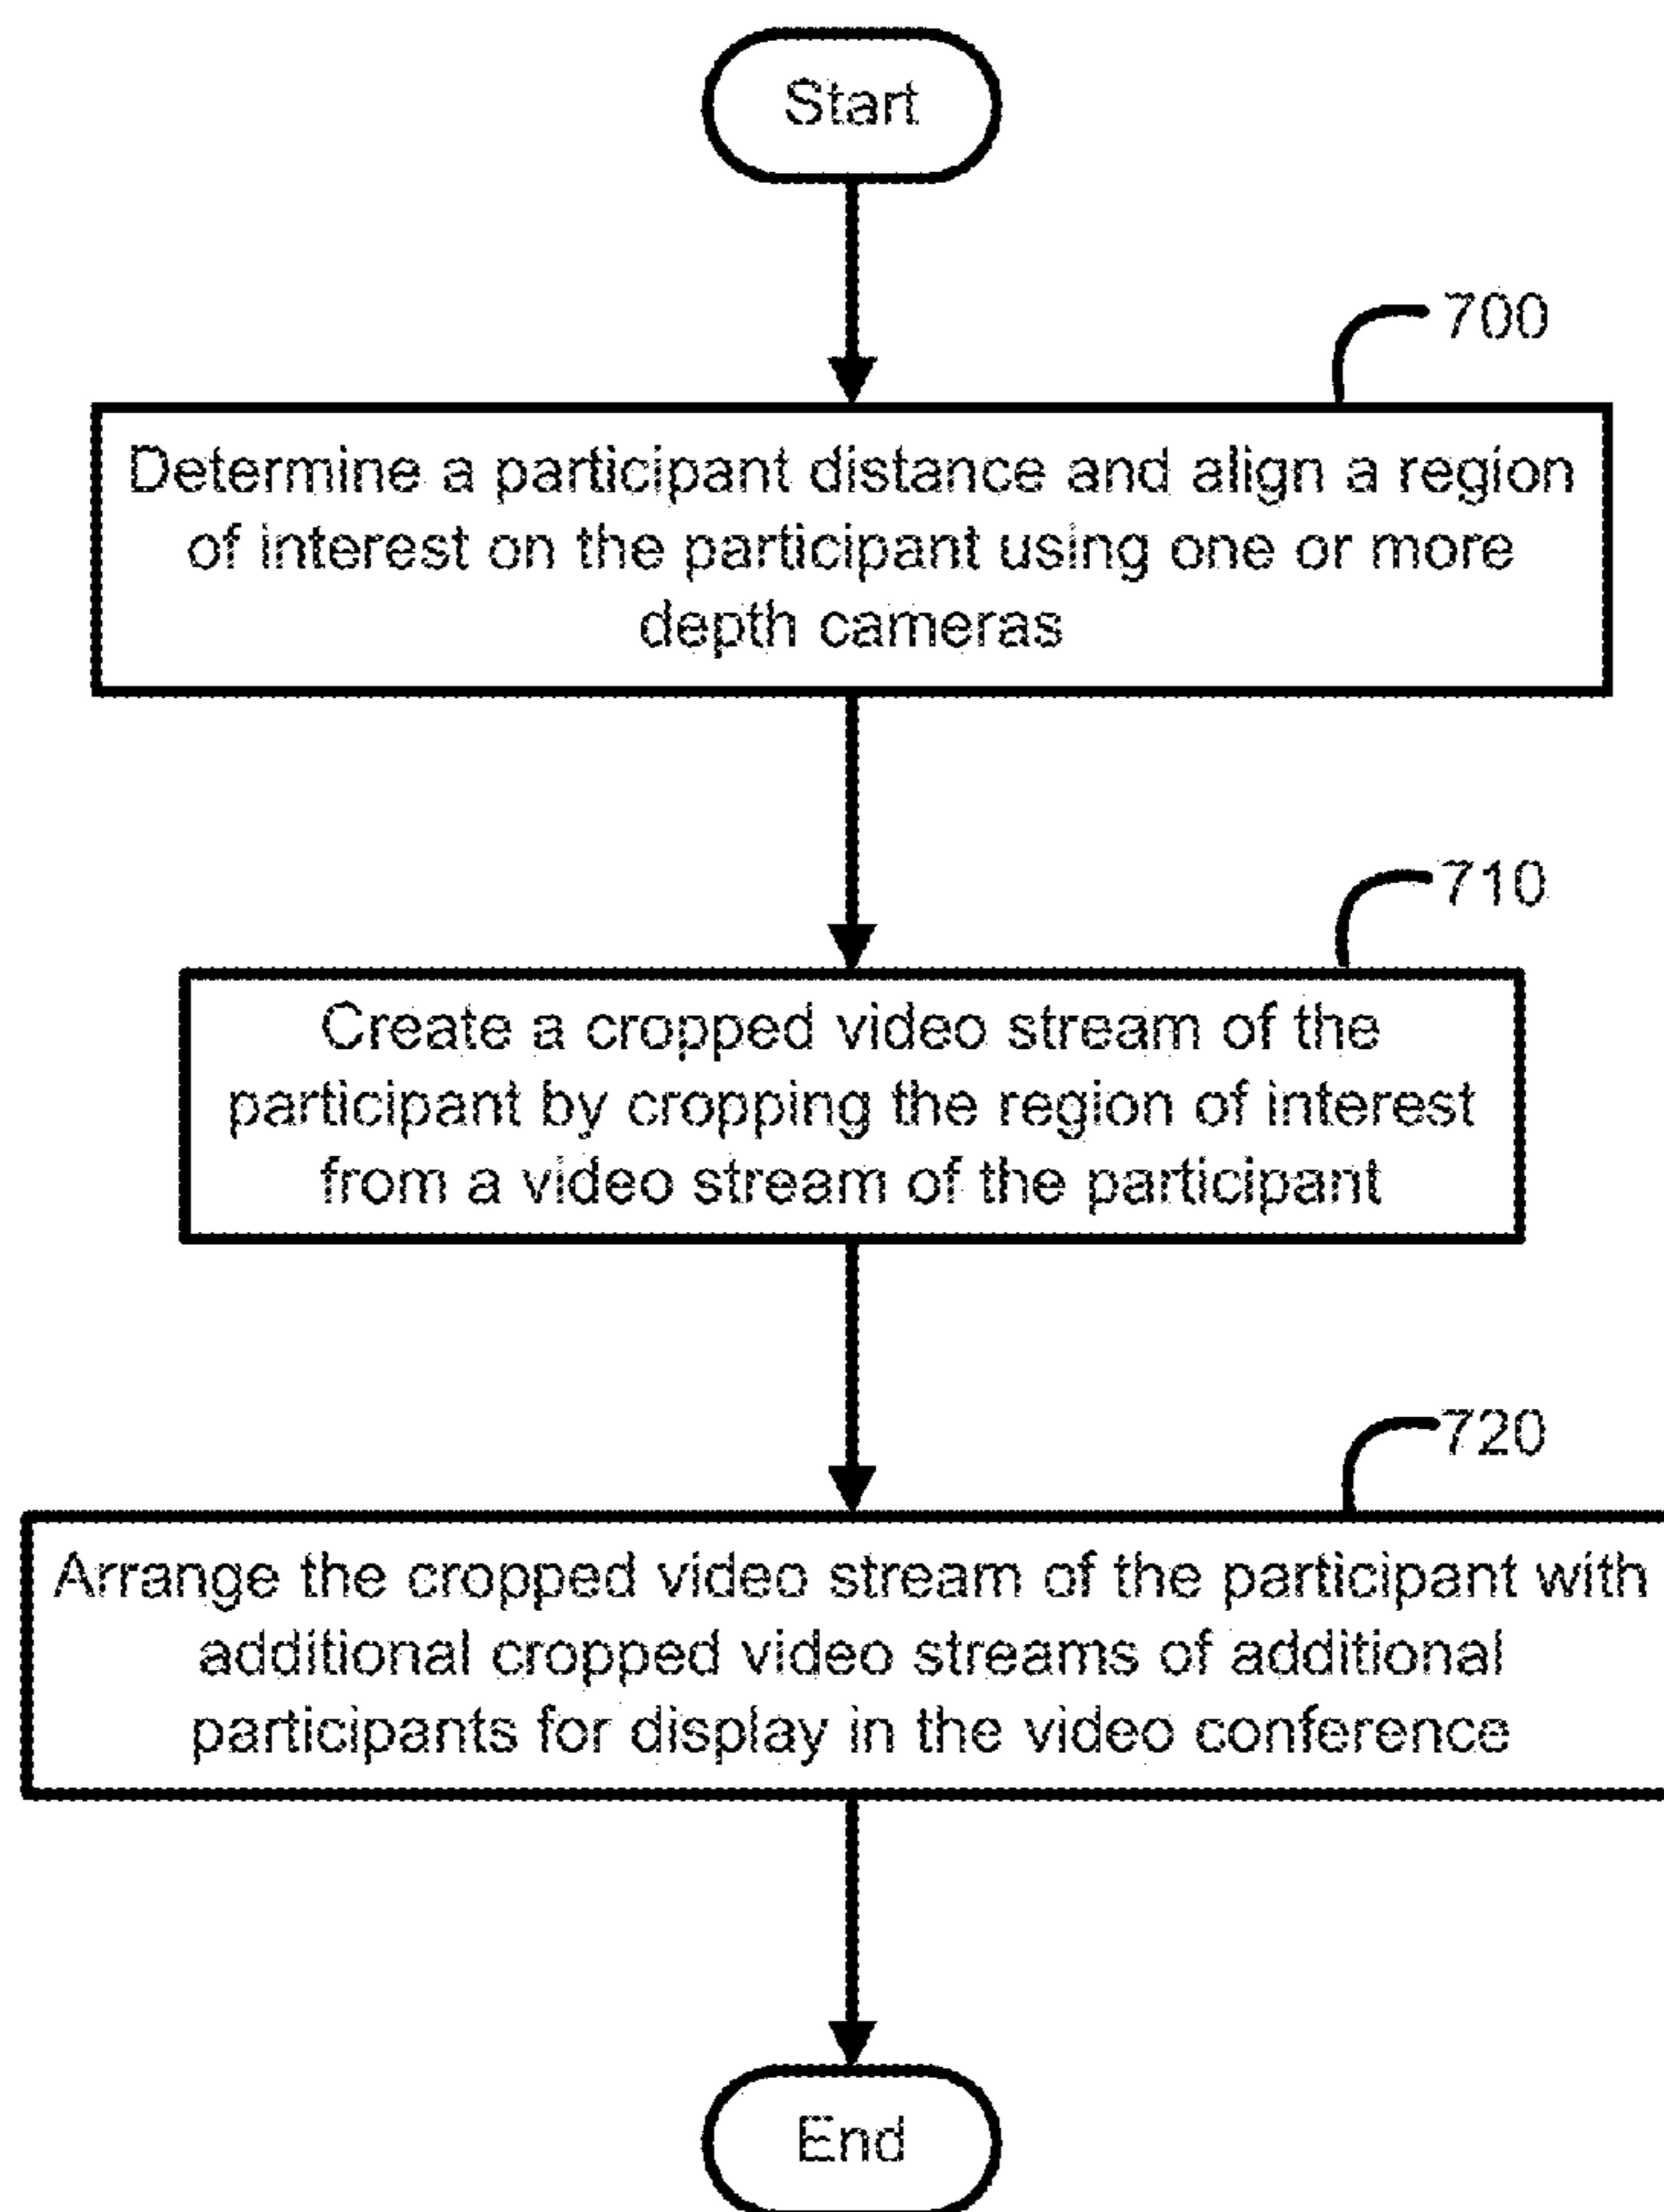 Start
700
Determine a participant distance and align a region
of interest on the participant using one or more
depth cameras
710
Create a cropped video stream of the
participant by cropping the region of interest
from a video stream of the participant
720
Arrange the cropped video stream of the participant with
additional cropped video streams of additional
participants for display in the video conference
End